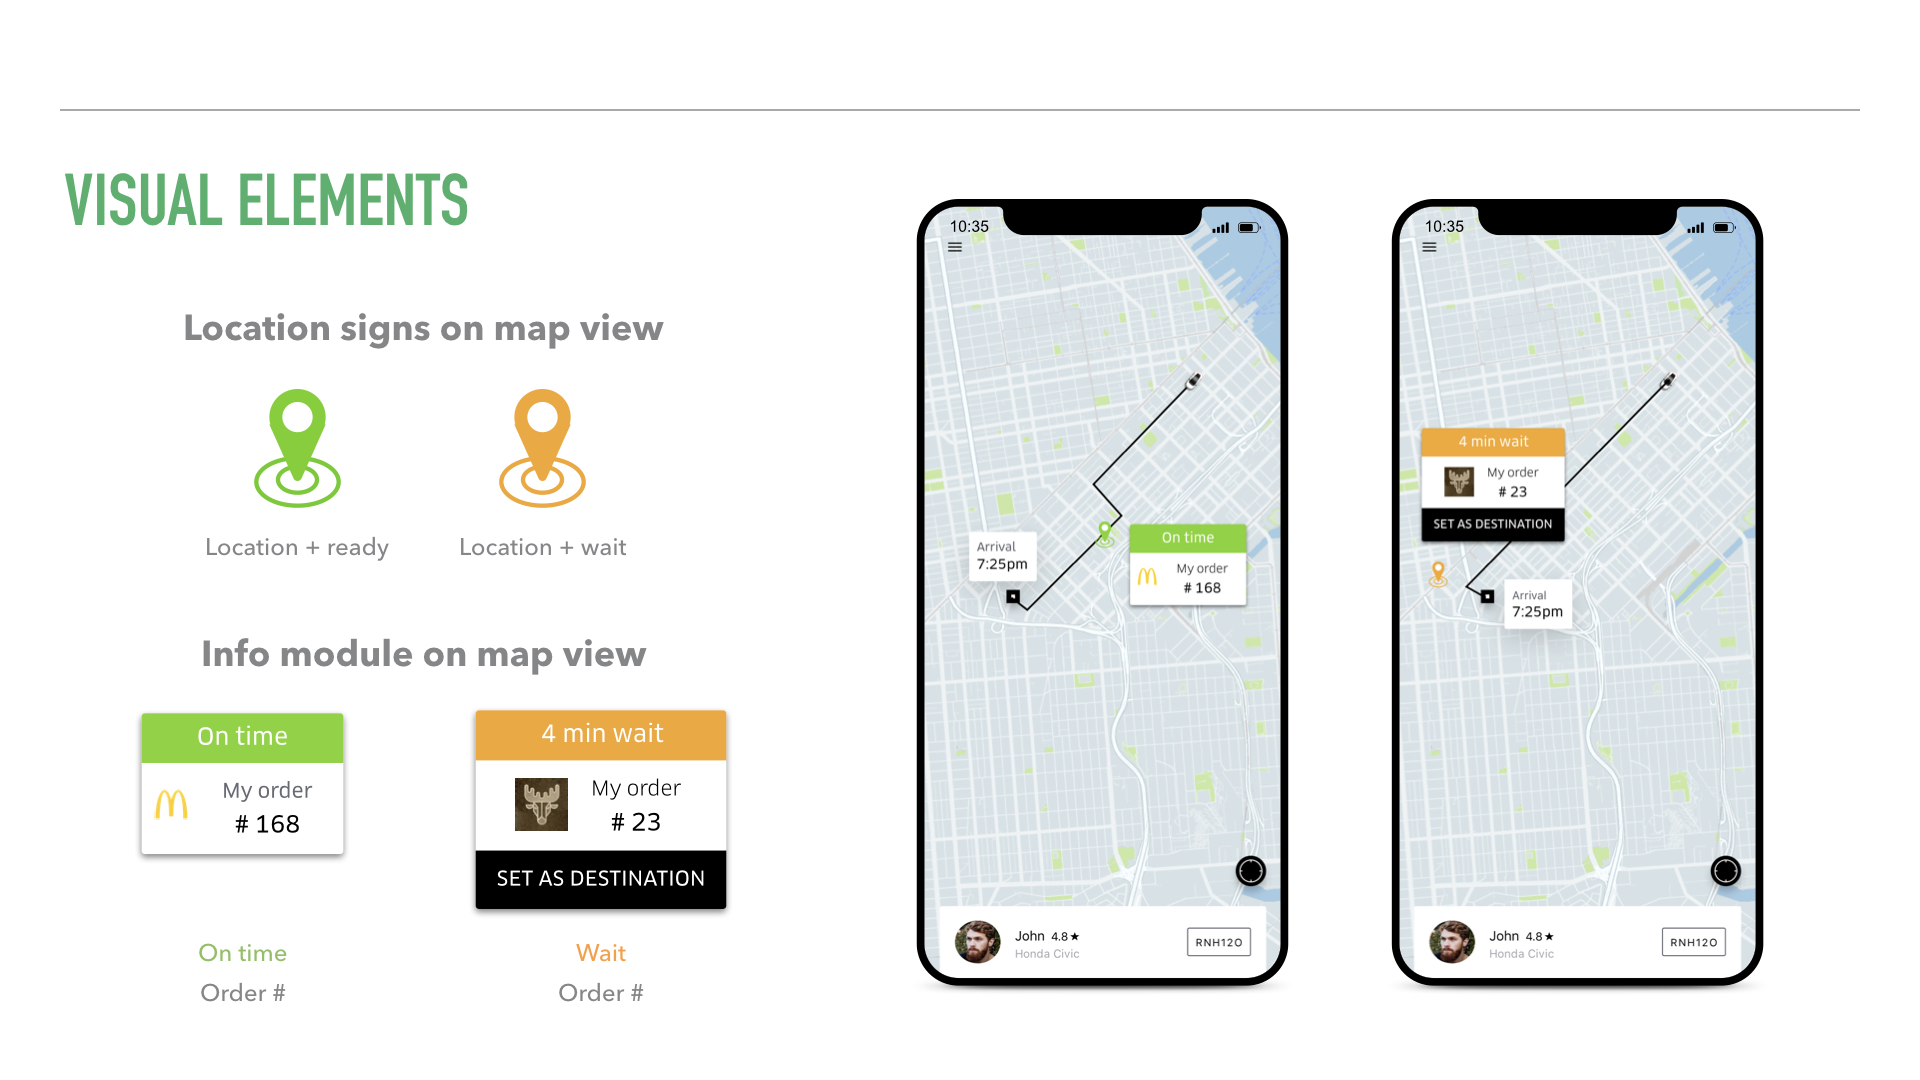 VISUAL ELEMENTS
Location signs on map view
Location + ready
Location + wait
Info module on map view
On time
My order
# 168
4 min wait
My order
# 23
SET AS DESTINATION
On time
Order #
Wait
Order #
10:35
Arrival
7:25pm
On time
My order
# 168
John 4.8★
Honda Civic
RNH12O
10:35
4 min wait
My order
# 23
SET AS DESTINATION
Arrival
7:25pm
John 4.8★
Honda Civic
RNH12O